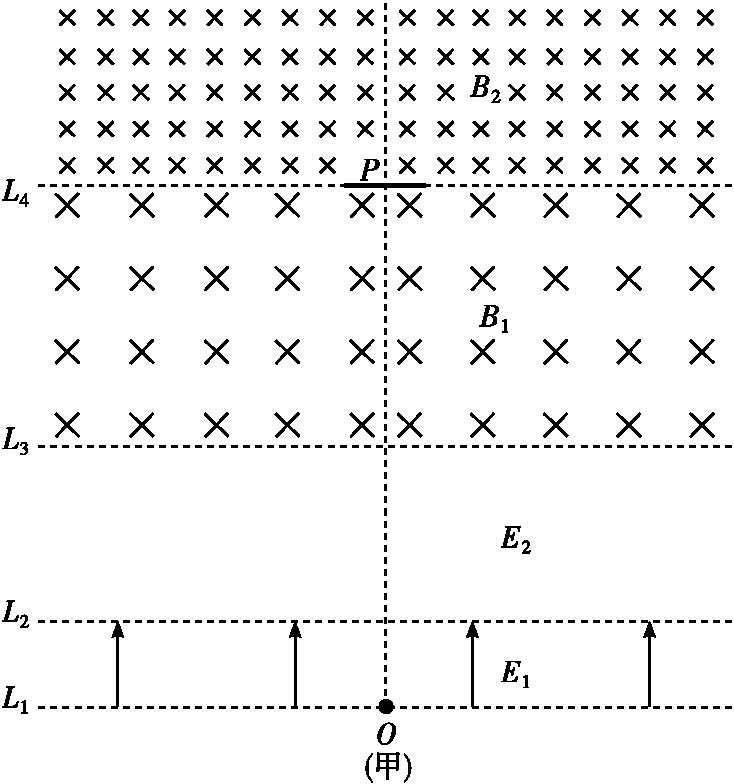 B₂
P
L₄
B₁
L₃
E₂
L₂
E₁
L₁
O
(甲)